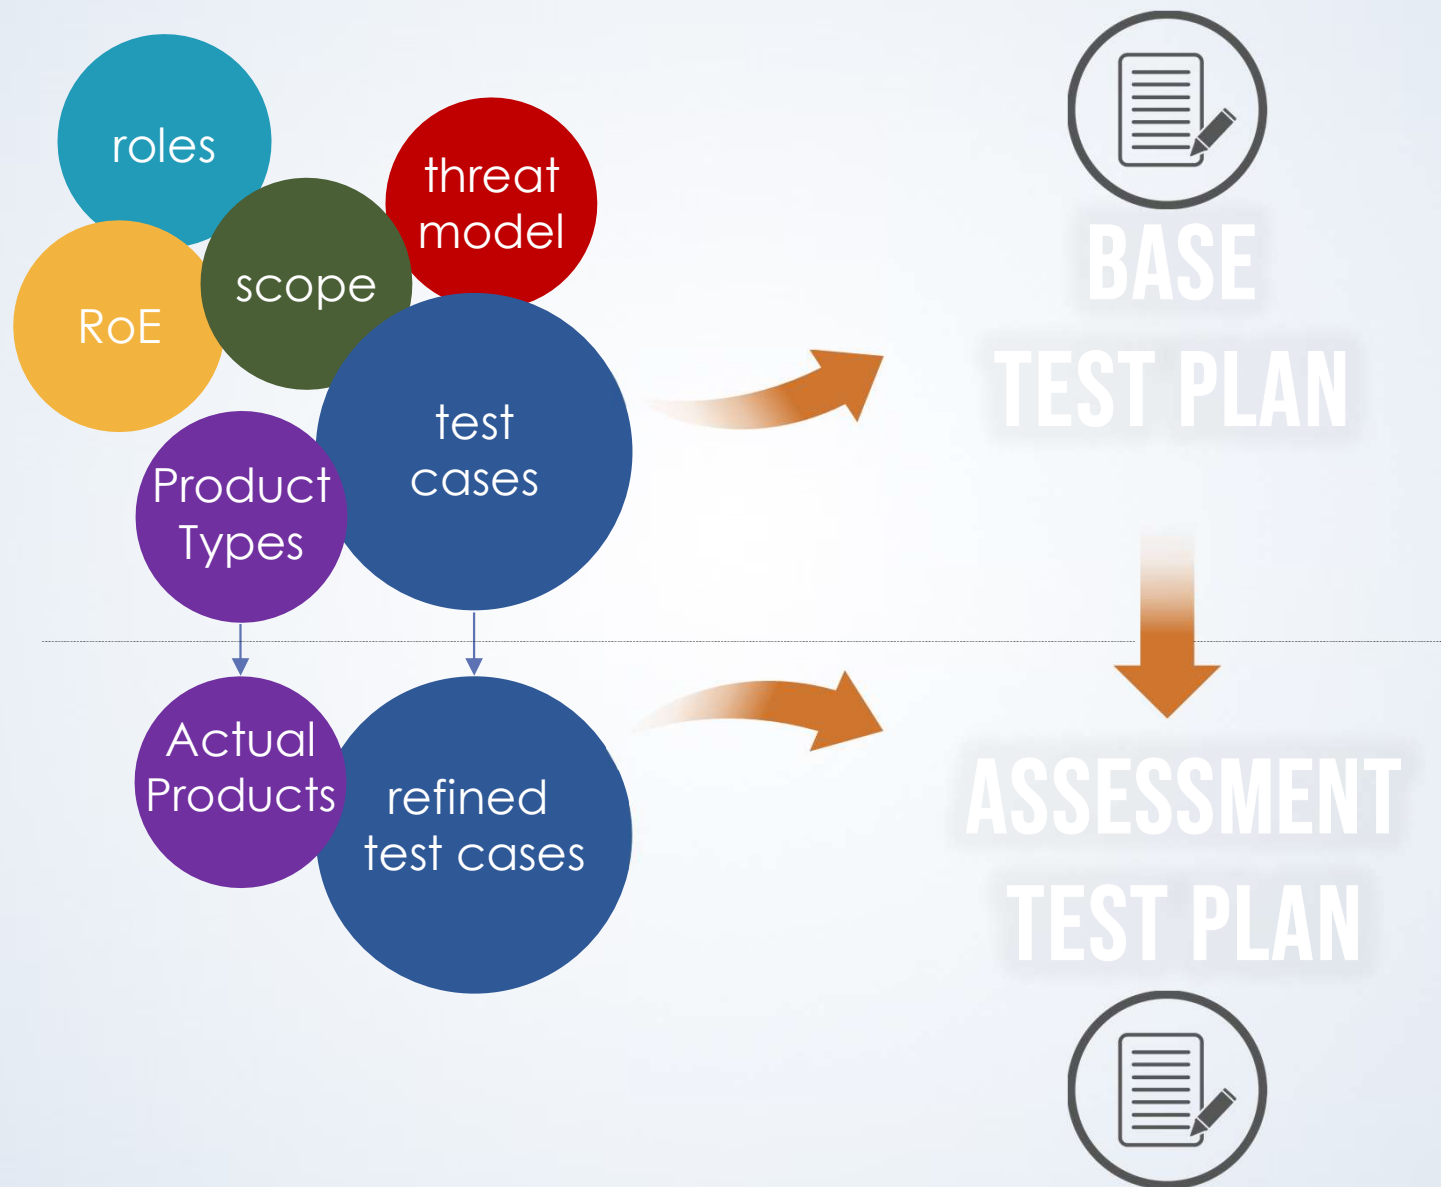 roles
threat
model
scope
RoE
test
cases
Product
Types
BASE
TEST PLAN
Actual
Products
refined
test cases
ASSESSMENT
TEST PLAN